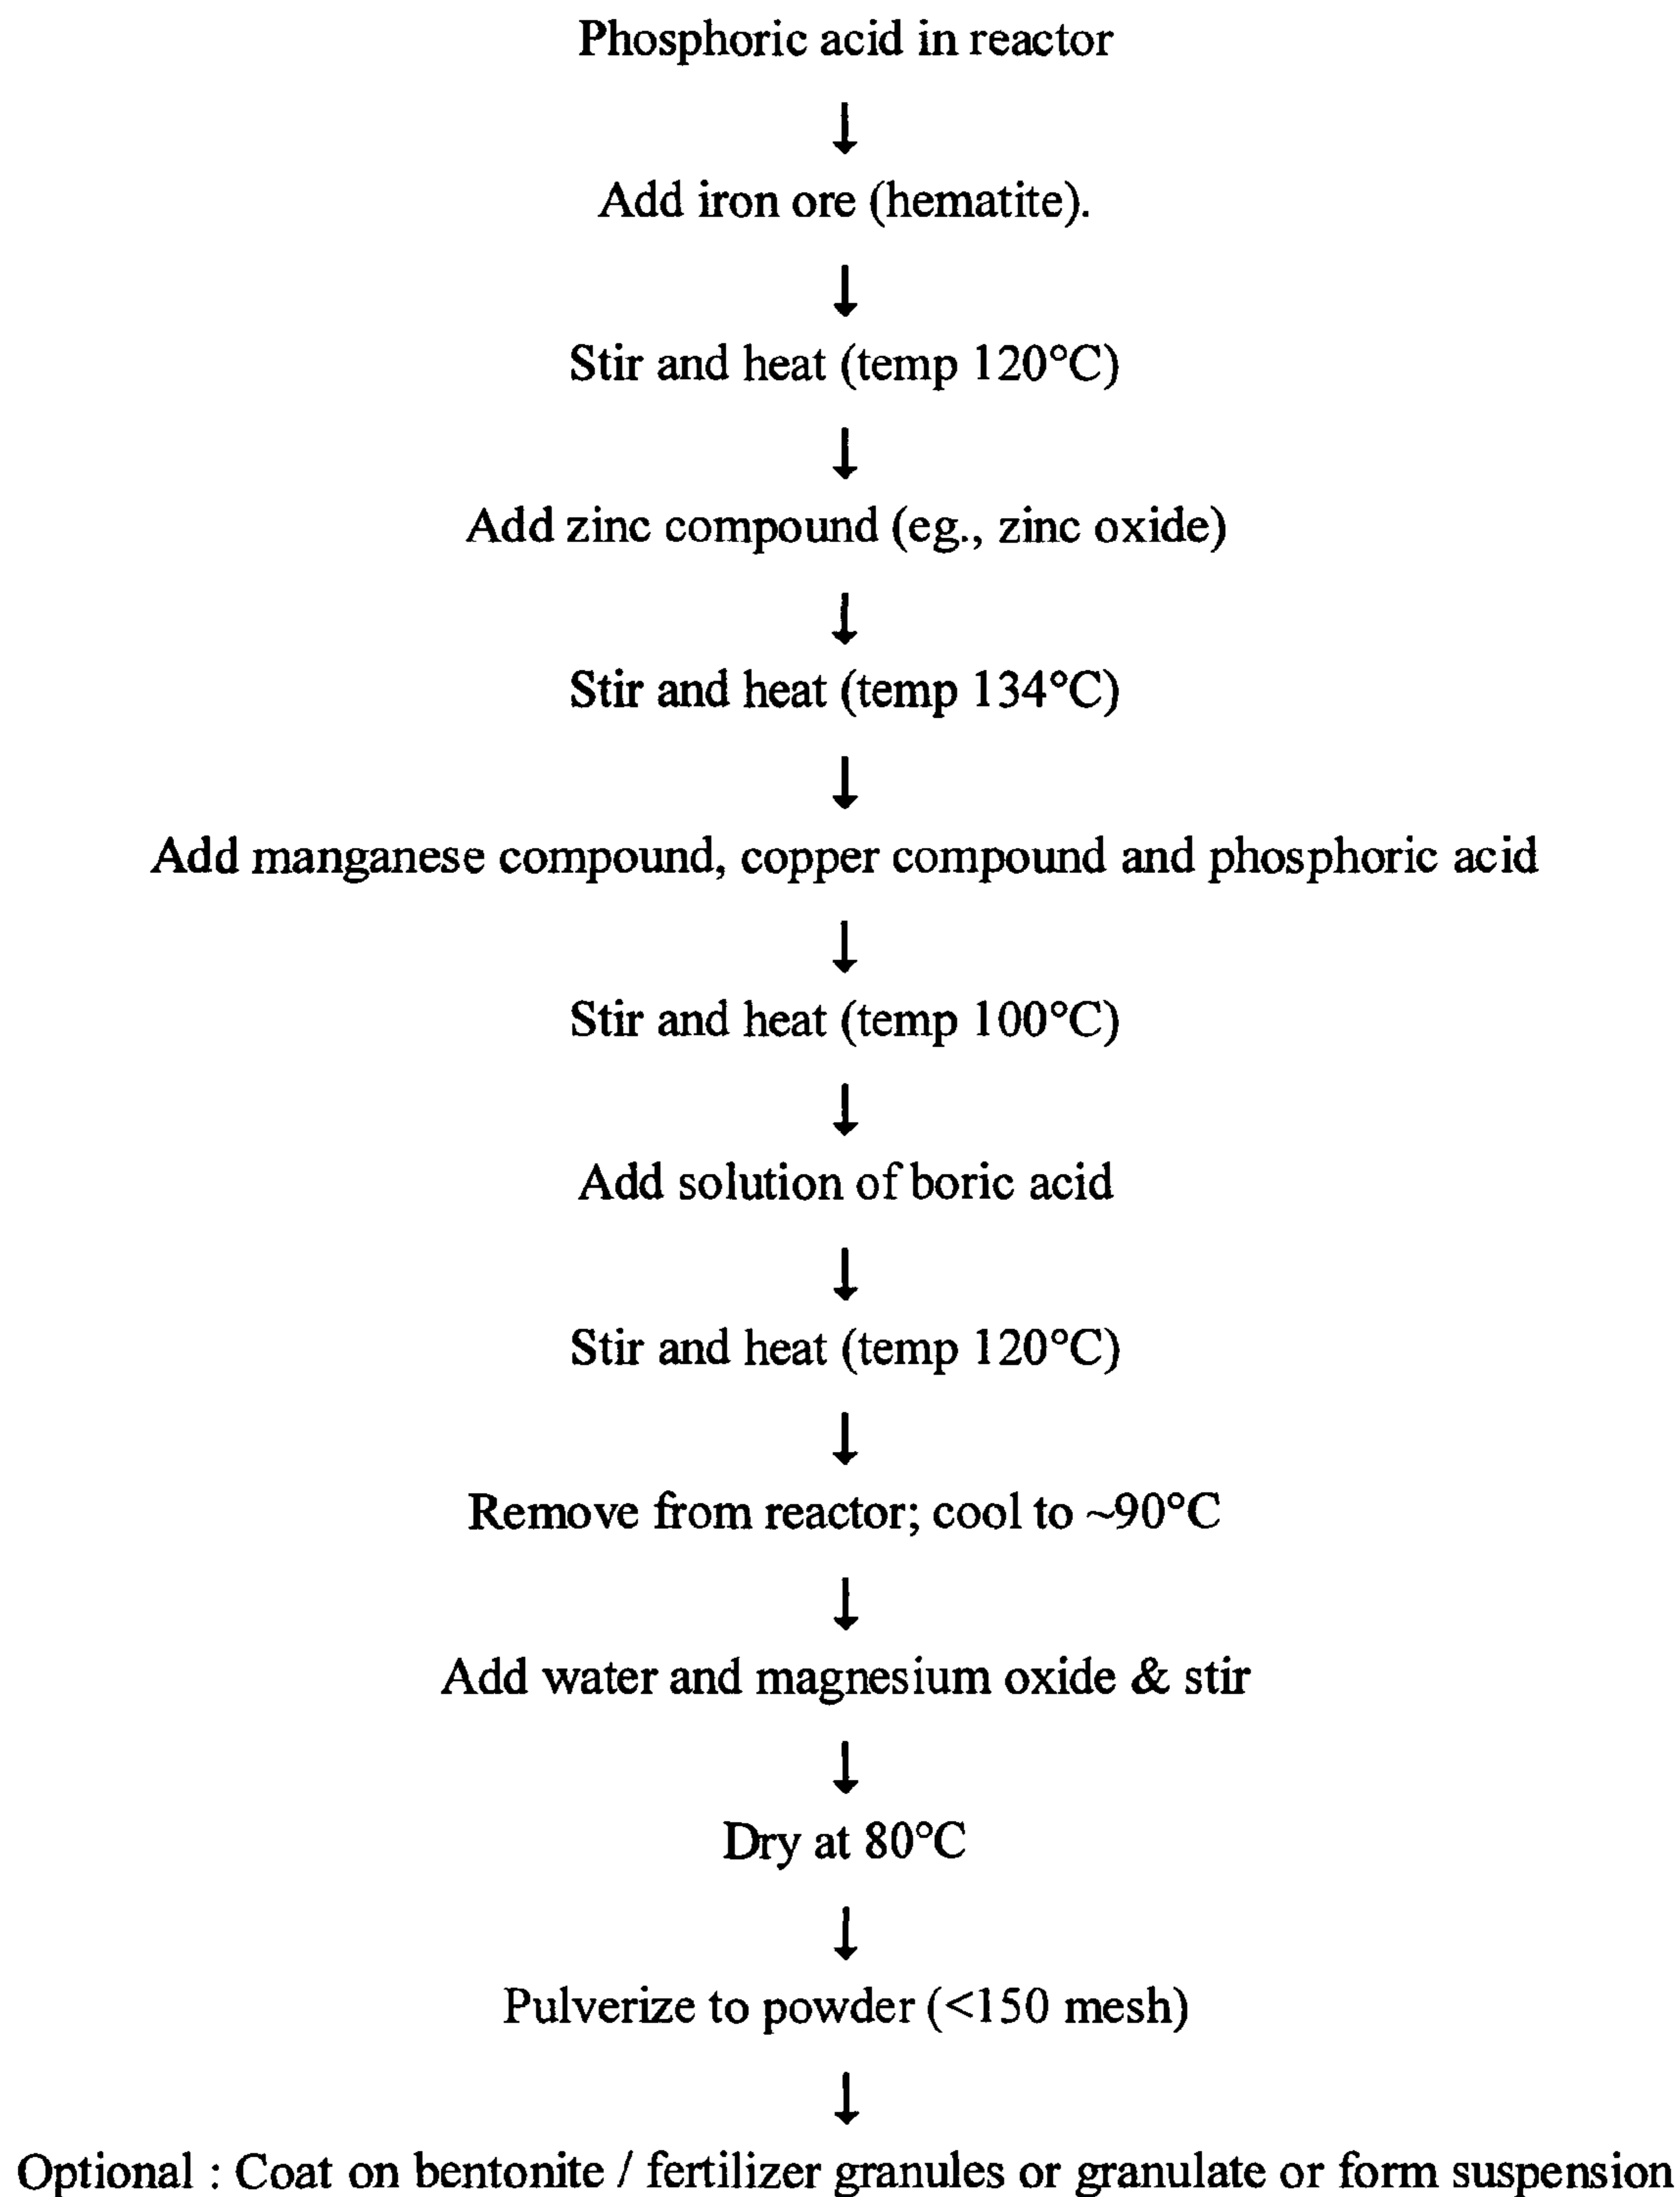 Phosphoric acid in reactor
Add iron ore (hematite).
Stir and heat (temp 120°C)
Add zinc compound (eg., zinc oxide)
Stir and heat (temp 134°C)
Add manganese compound, copper compound and phosphoric acid
Stir and heat (temp 100°C)
Add solution of boric acid
Stir and heat (temp 120°C)
Remove from reactor; cool to ~90°C
Add water and magnesium oxide & stir
Dry at 80°C
Pulverize to powder (<150 mesh)
Optional : Coat on bentonite / fertilizer granules or granulate or form suspension